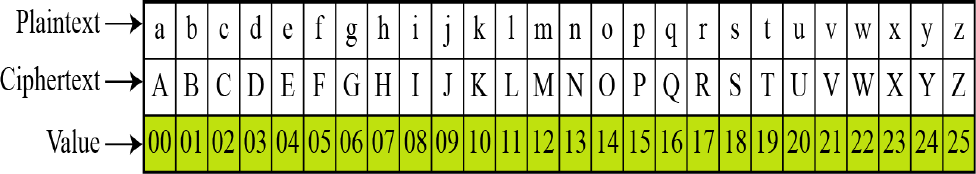 Plaintext → a b c d e f g h i j k l m n o p q r s t u v w x y z
Ciphertext → A B C D E F G H I J K L M N O P Q R S T U V W X Y Z
Value → 00 01 02 03 04 05 06 07 08 09 10 11 12 13 14 15 16 17 18 19 20 21 22 23 24 25